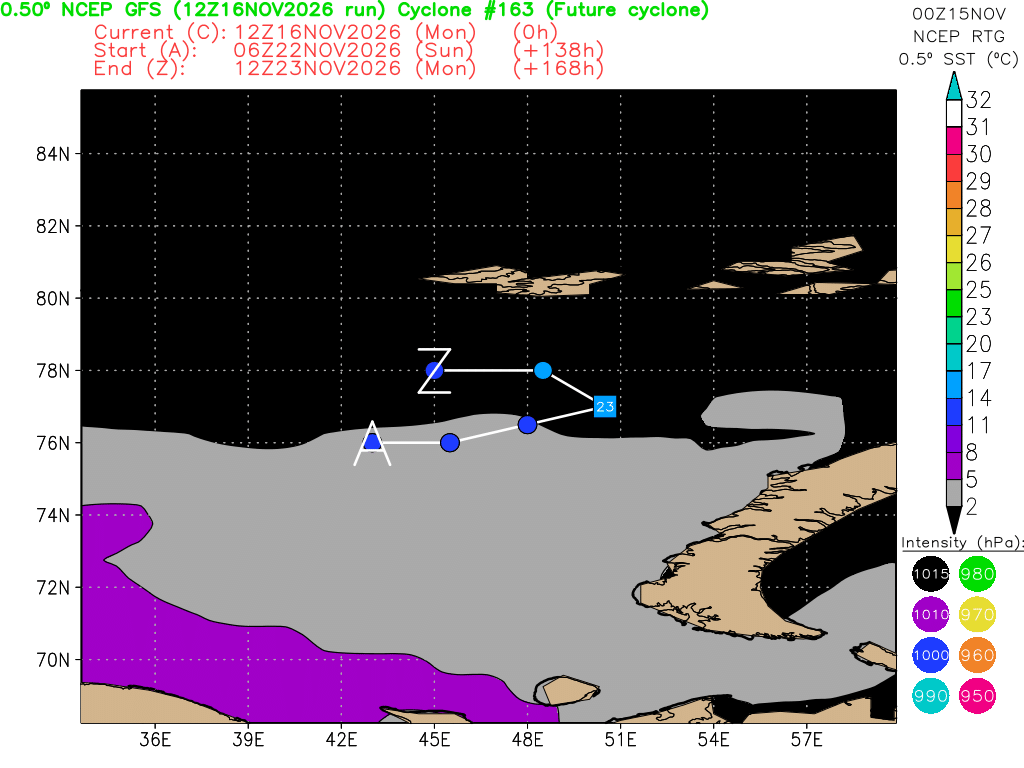 0.50° NCEP GFS (12Z16NOV2026 run) Cyclone #163 (Future cyclone)
Current (C): 12Z16NOV2026 (Mon) (0h)
Start (A): 06Z22NOV2026 (Sun) (+138h)
End (Z): 12Z23NOV2026 (Mon) (+168h)
00Z15NOV
NCEP RTG
0.5° SST (°C)
32
31
30
29
28
27
26
25
23
20
17
14
11
8
5
2
84N
82N
80N
78N
76N
74N
72N
70N
Z
23
A
36E 39E 42E 45E 48E 51E 54E 57E
Intensity (hPa):
1015 980
1010 970
1000 960
990 950